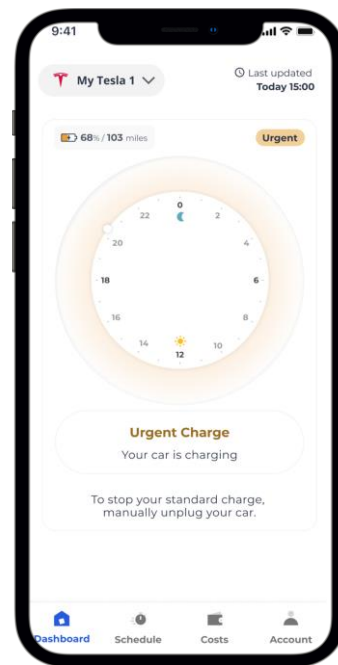 9:41
My Tesla 1
Last updated
Today 15:00
68% / 103 miles
Urgent
0
22
2
20
4
18
6
16
8
14
10
12
Urgent Charge
Your car is charging
To stop your standard charge,
manually unplug your car.
Dashboard
Schedule
Costs
Account